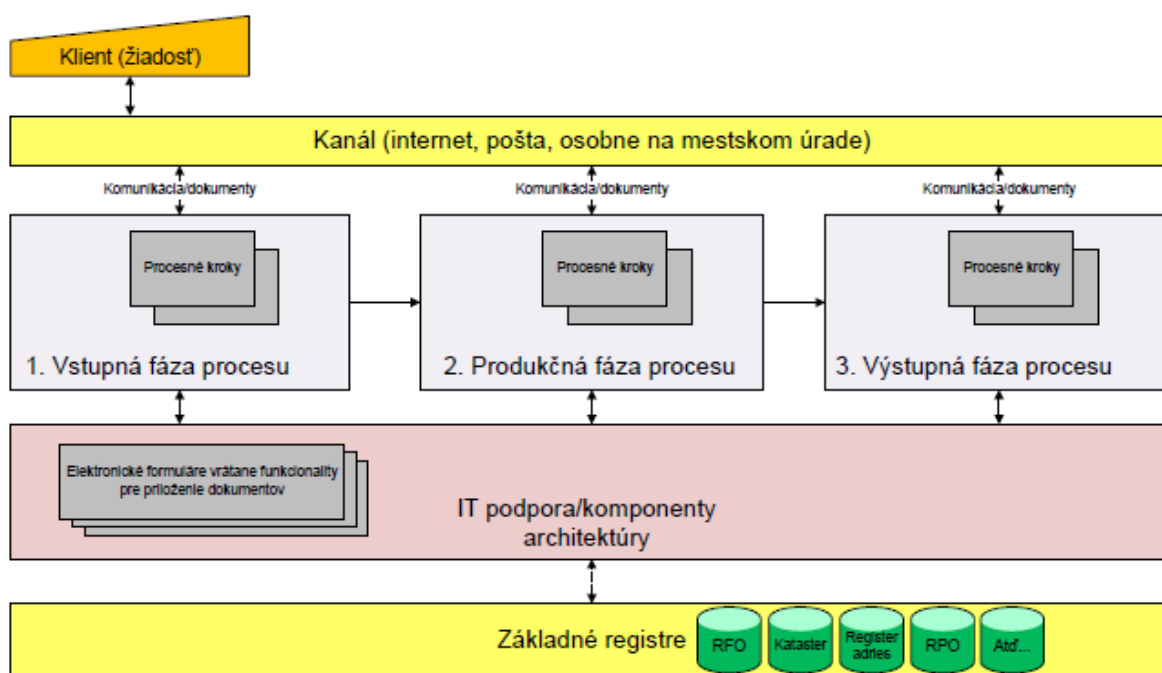 Klient (žiadosť)
Kanál (internet, pošta, osobne na mestskom úrade)
Komunikácia/dokumenty
Komunikácia/dokumenty
Komunikácia/dokumenty
Procesné kroky
Procesné kroky
Procesné kroky
1. Vstupná fáza procesu
2. Produkčná fáza procesu
3. Výstupná fáza procesu
Elektronické formuláre vrátane funkcionality
pre priloženie dokumentov
IT podpora/komponenty
architektúry
Základné registre
RFO
Kataster
Register
adries
RPO
Atď...